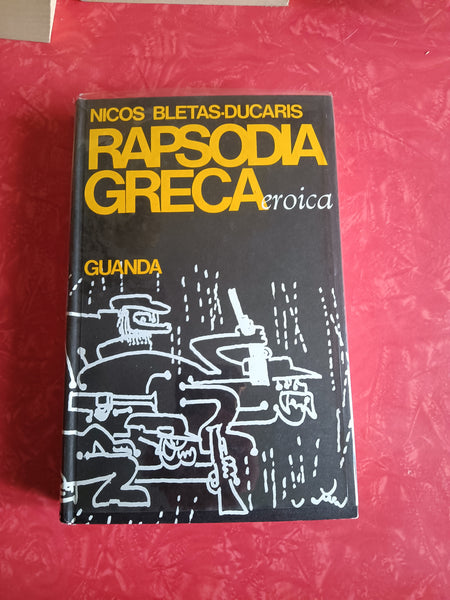 NICOS BLETAS-DUCARIS
RAPSODIA
GRECA eroica
GUANDA